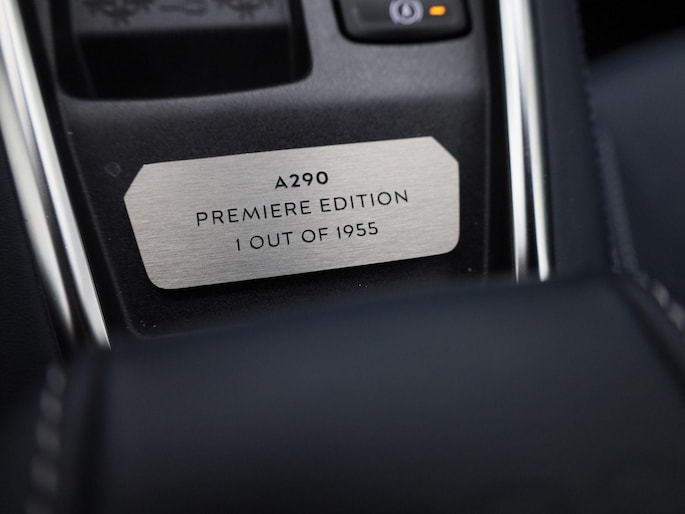 A290
PREMIERE EDITION
1 OUT OF 1955